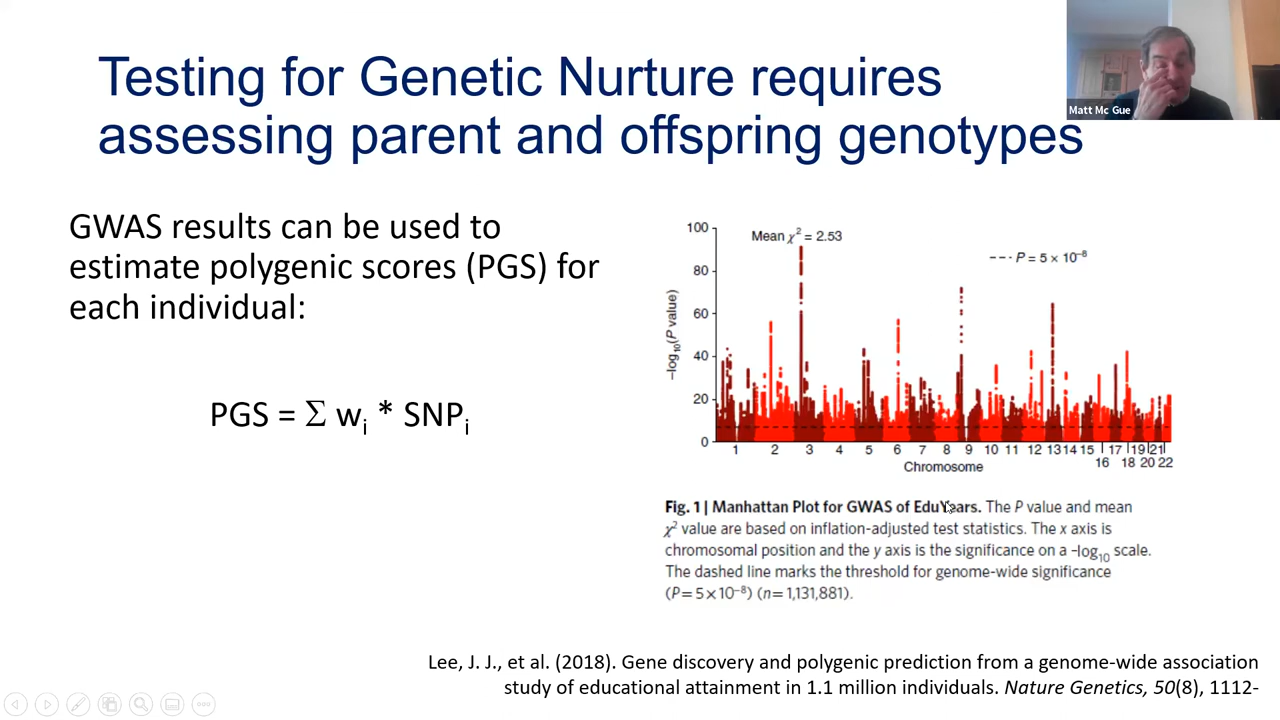 Testing for Genetic Nurture requires
assessing parent and offspring genotypes
Matt Mc Gue
GWAS results can be used to
estimate polygenic scores (PGS) for
each individual:
PGS = Σ wᵢ * SNPᵢ
Mean χ² = 2.53
P = 5 × 10⁻⁸
100
80
60
40
20
0
−log₁₀(P value)
1 2 3 4 5 6 7 8 9 10 11 12 13 14 15 17 19 21
16 18 20 22
Chromosome
Fig. 1 | Manhattan Plot for GWAS of EduYears. The P value and mean
χ² value are based on inflation-adjusted test statistics. The x axis is
chromosomal position and the y axis is the significance on a −log₁₀ scale.
The dashed line marks the threshold for genome-wide significance
(P = 5 × 10⁻⁸) (n = 1,131,881).
Lee, J. J., et al. (2018). Gene discovery and polygenic prediction from a genome-wide association
study of educational attainment in 1.1 million individuals. Nature Genetics, 50(8), 1112-